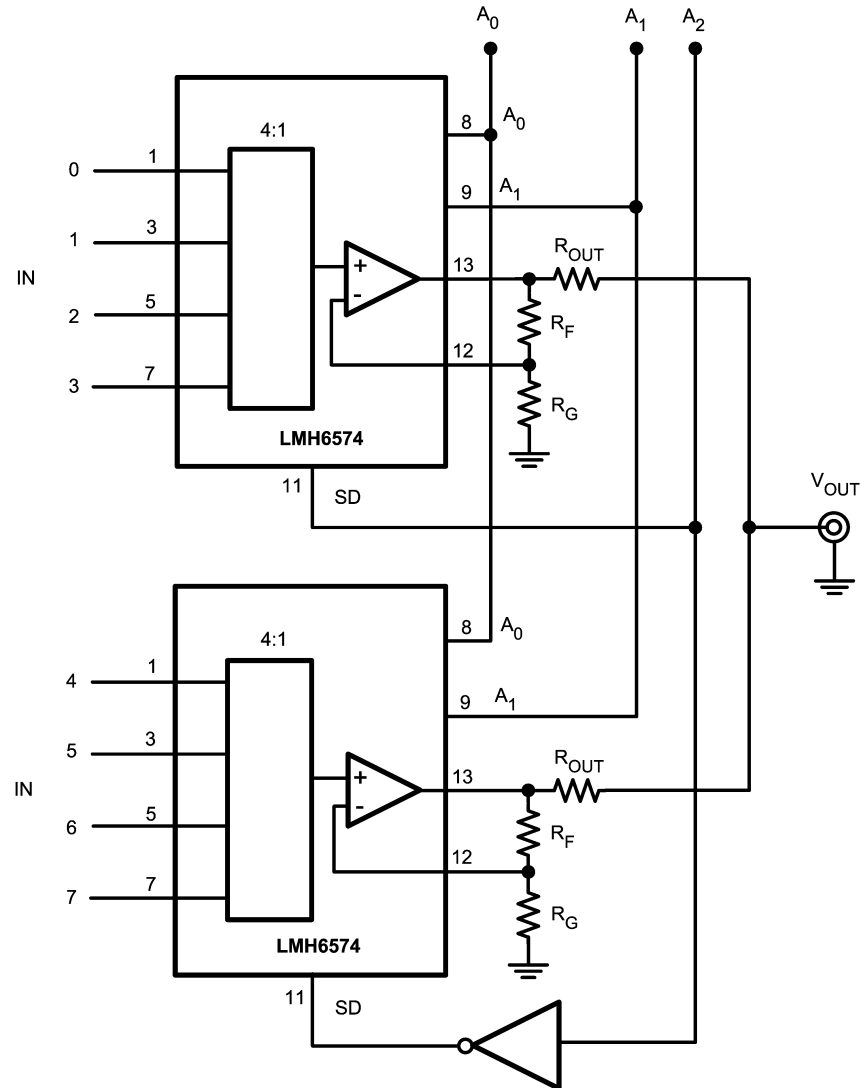 A0
A1
A2
4:1
8
A0
0
1
9
A1
1
3
+
-
13
ROUT
IN
RF
2
5
12
RG
3
7
LMH6574
11
SD
VOUT
4:1
8
A0
4
1
9
A1
5
3
+
-
13
ROUT
IN
RF
6
5
12
RG
7
7
LMH6574
11
SD